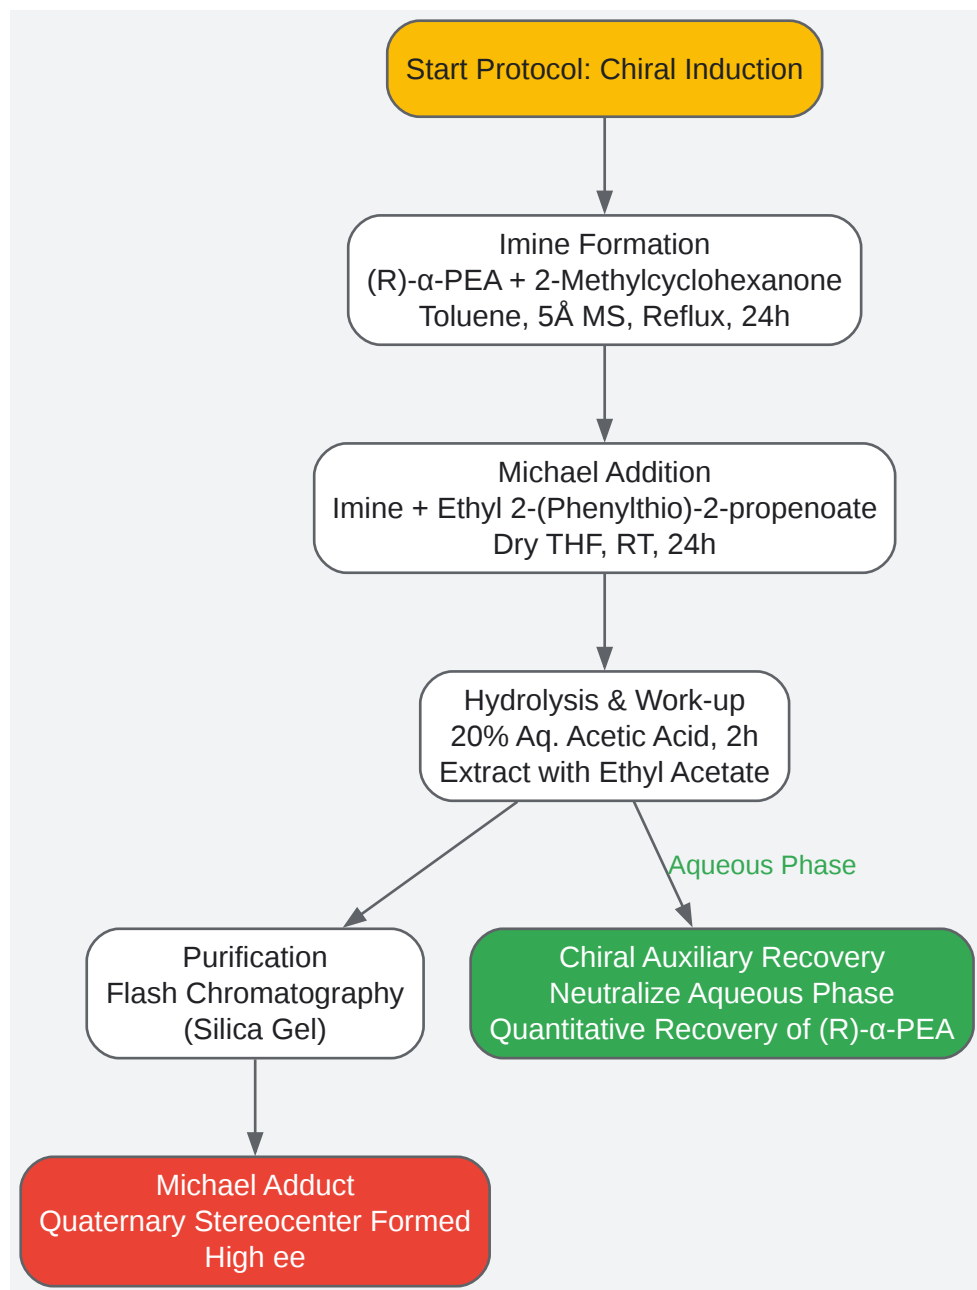 Start Protocol: Chiral Induction
Imine Formation
(R)-α-PEA + 2-Methylcyclohexanone
Toluene, 5Å MS, Reflux, 24h
Michael Addition
Imine + Ethyl 2-(Phenylthio)-2-propenoate
Dry THF, RT, 24h
Hydrolysis & Work-up
20% Aq. Acetic Acid, 2h
Extract with Ethyl Acetate
Aqueous Phase
Purification
Flash Chromatography
(Silica Gel)
Chiral Auxiliary Recovery
Neutralize Aqueous Phase
Quantitative Recovery of (R)-α-PEA
Michael Adduct
Quaternary Stereocenter Formed
High ee